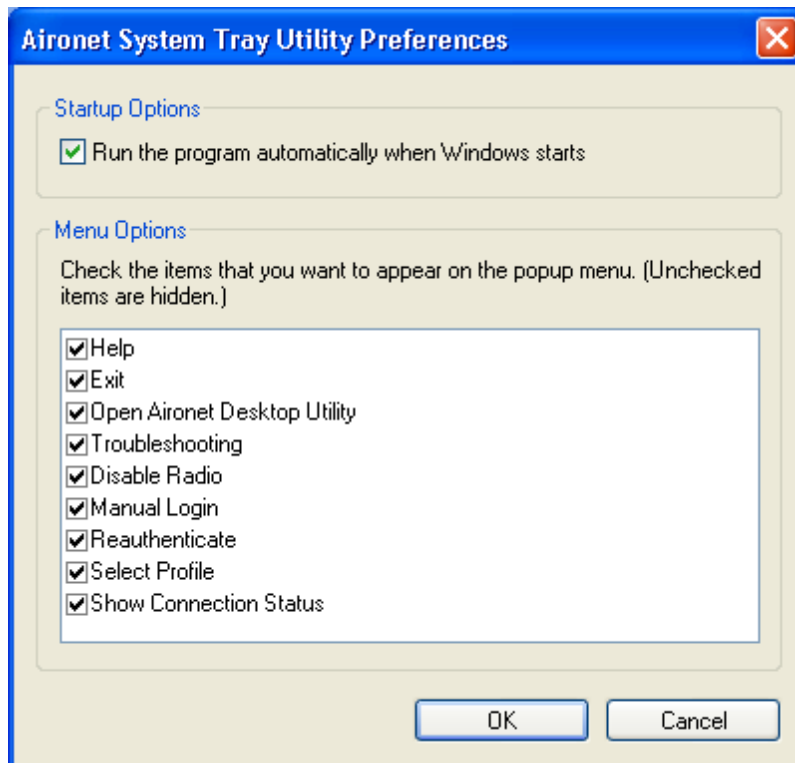 Aironet System Tray Utility Preferences
Startup Options
Run the program automatically when Windows starts
Menu Options
Check the items that you want to appear on the popup menu. (Unchecked
items are hidden.)
Help
Exit
Open Aironet Desktop Utility
Troubleshooting
Disable Radio
Manual Login
Reauthenticate
Select Profile
Show Connection Status
OK Cancel